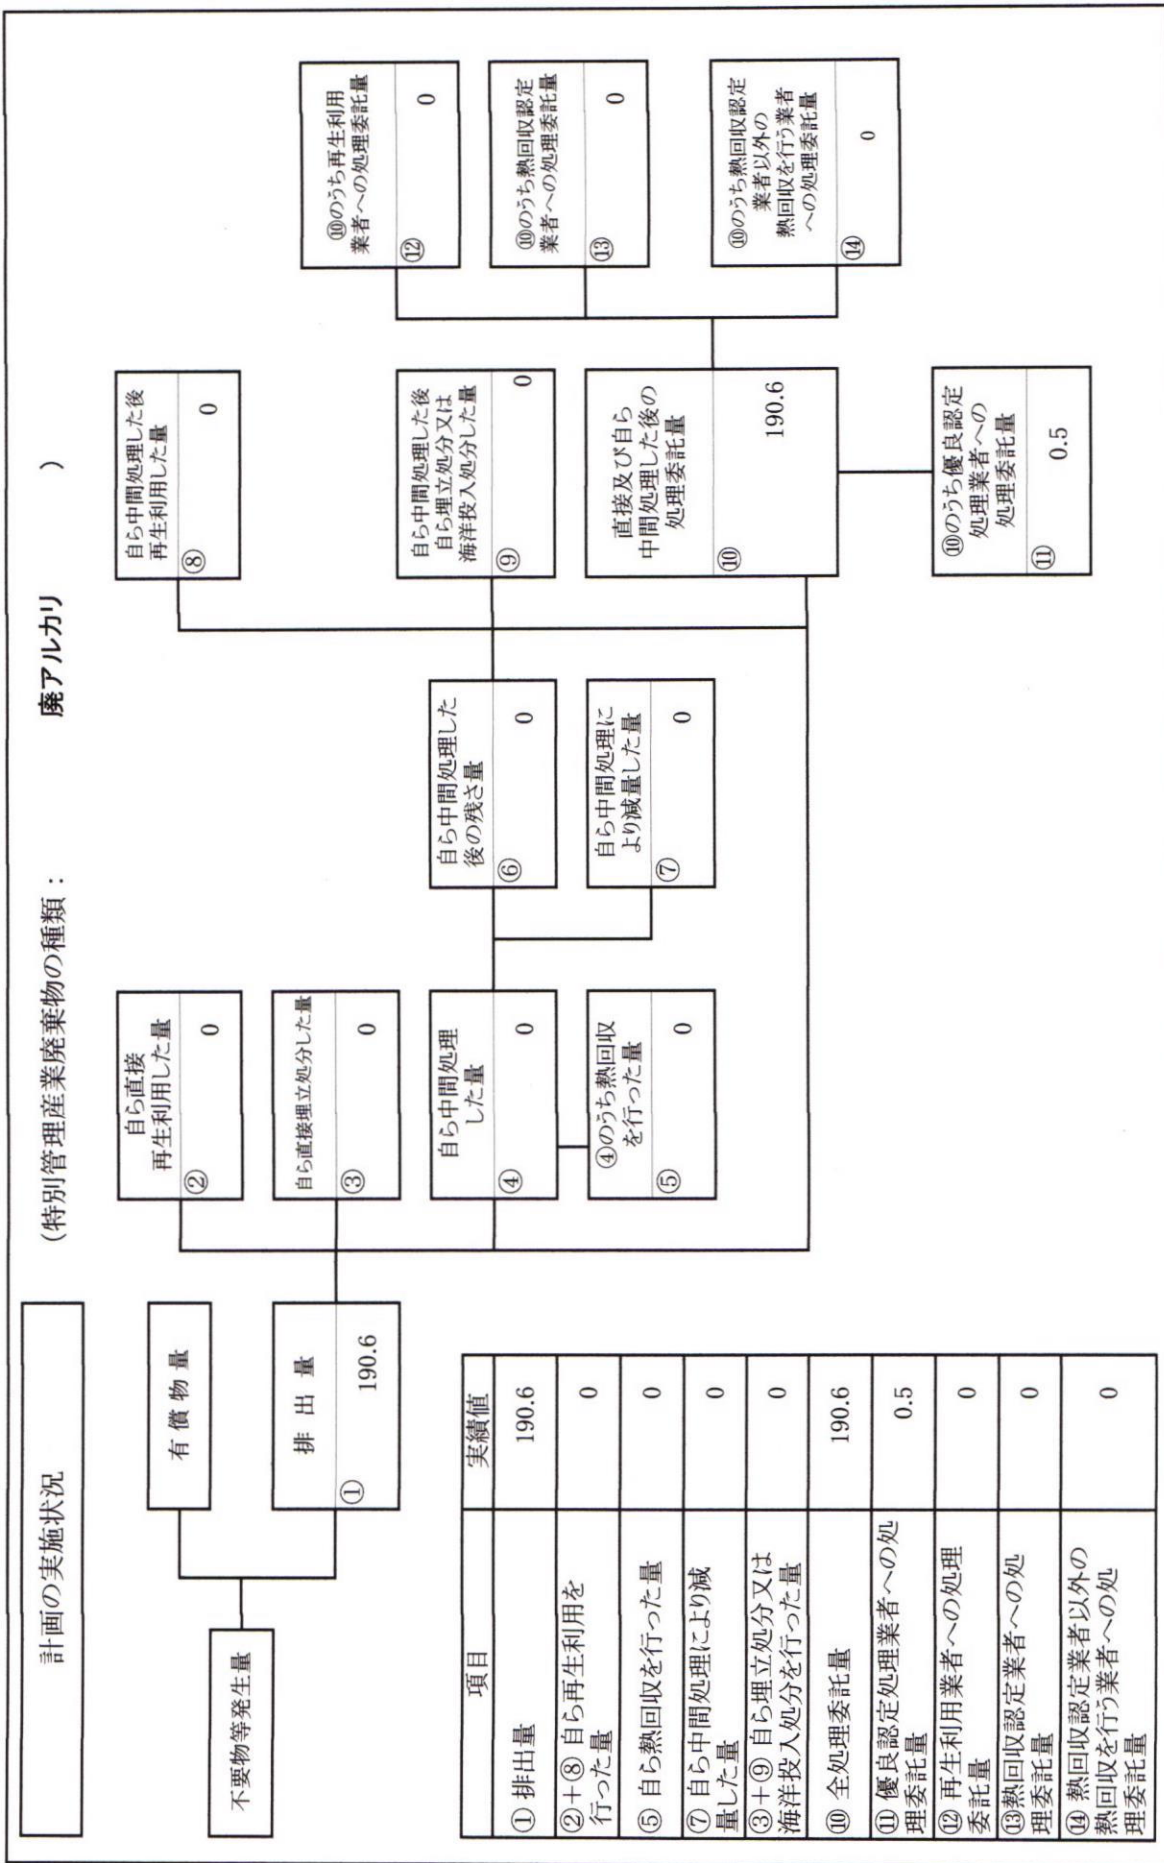 計画の実施状況
(特別管理産業廃棄物の種類：　廃アルカリ　)
不要物等発生量
有償物量
排出量
①
190.6
自ら直接
再生利用した量
②
0
自ら直接埋立処分した量
③
0
自ら中間処理
した量
④
0
④のうち熱回収
を行った量
⑤
0
自ら中間処理した
後の残さ量
⑥
0
自ら中間処理に
より減量した量
⑦
0
自ら中間処理した後
再生利用した量
⑧
0
自ら中間処理した後
自ら埋立処分又は
海洋投入処分した量
⑨
0
直接及び自ら
中間処理した後の
処理委託量
⑩
190.6
⑩のうち優良認定
処理業者への
処理委託量
⑪
0.5
⑩のうち再生利用
業者への処理委託量
⑫
0
⑩のうち熱回収認定
業者への処理委託量
⑬
0
⑩のうち熱回収認定
業者以外の
熱回収を行う業者
への処理委託量
⑭
0
項目 実績値
① 排出量 190.6
②＋⑧ 自ら再生利用を
行った量 0
⑤ 自ら熱回収を行った量 0
⑦ 自ら中間処理により減
量した量 0
③＋⑨ 自ら埋立処分又は
海洋投入処分を行った量 0
⑩ 全処理委託量 190.6
⑪ 優良認定処理業者への処
理委託量 0.5
⑫ 再生利用業者への処理
委託量 0
⑬熱回収認定業者への処
理委託量 0
⑭ 熱回収認定業者以外の
熱回収を行う業者への処
理委託量 0